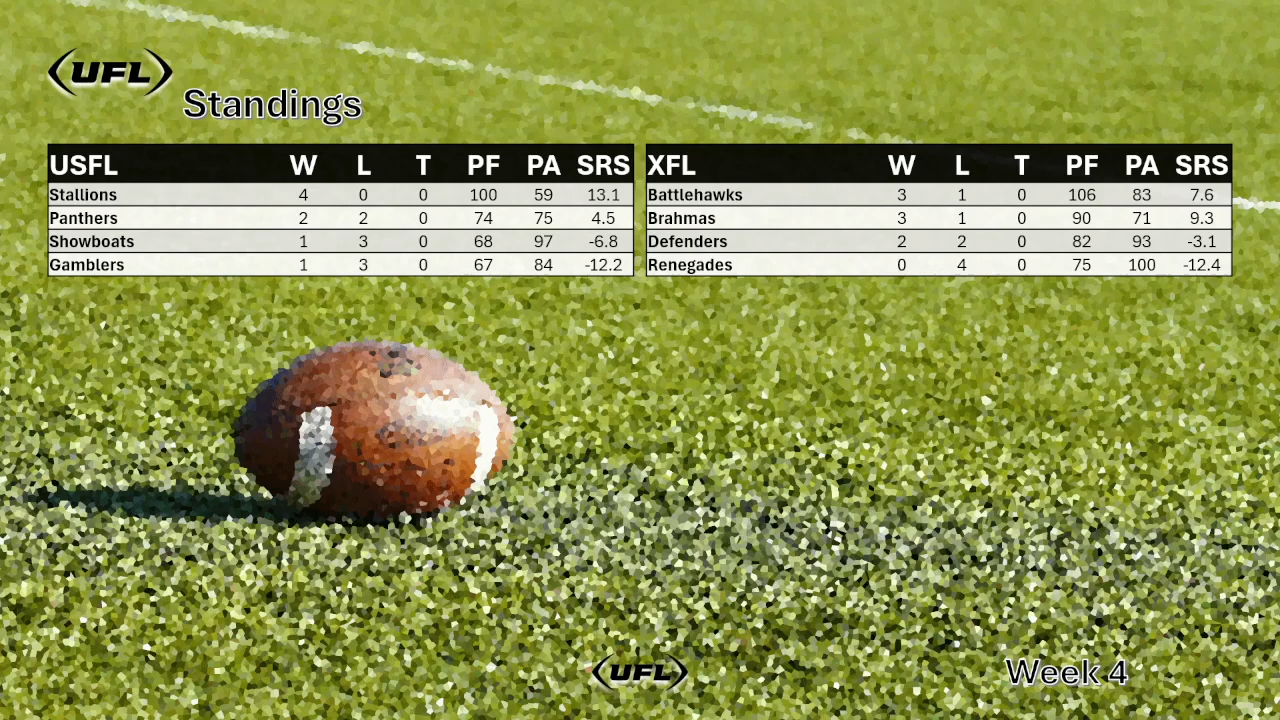 UFL
Standings
USFL W L T PF PA SRS
Stallions 4 0 0 100 59 13.1
Panthers 2 2 0 74 75 4.5
Showboats 1 3 0 68 97 -6.8
Gamblers 1 3 0 67 84 -12.2
XFL W L T PF PA SRS
Battlehawks 3 1 0 106 83 7.6
Brahmas 3 1 0 90 71 9.3
Defenders 2 2 0 82 93 -3.1
Renegades 0 4 0 75 100 -12.4
UFL
Week 4